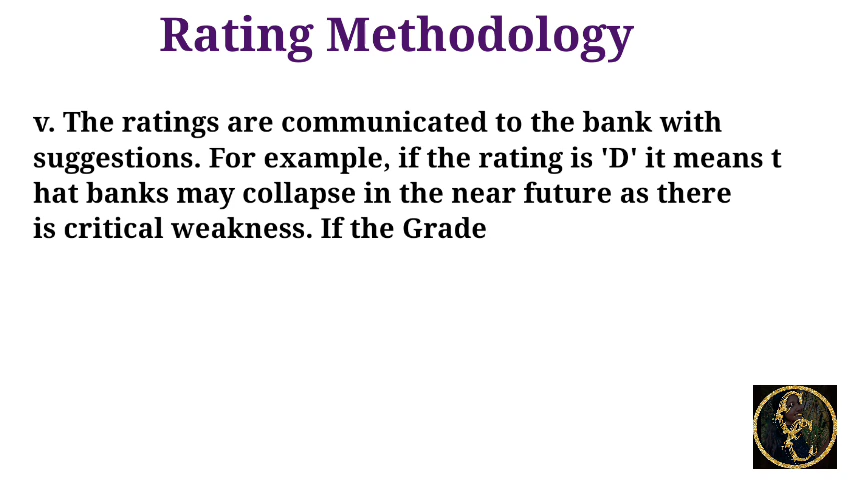 Rating Methodology
v. The ratings are communicated to the bank with
suggestions. For example, if the rating is 'D' it means t
hat banks may collapse in the near future as there
is critical weakness. If the Grade